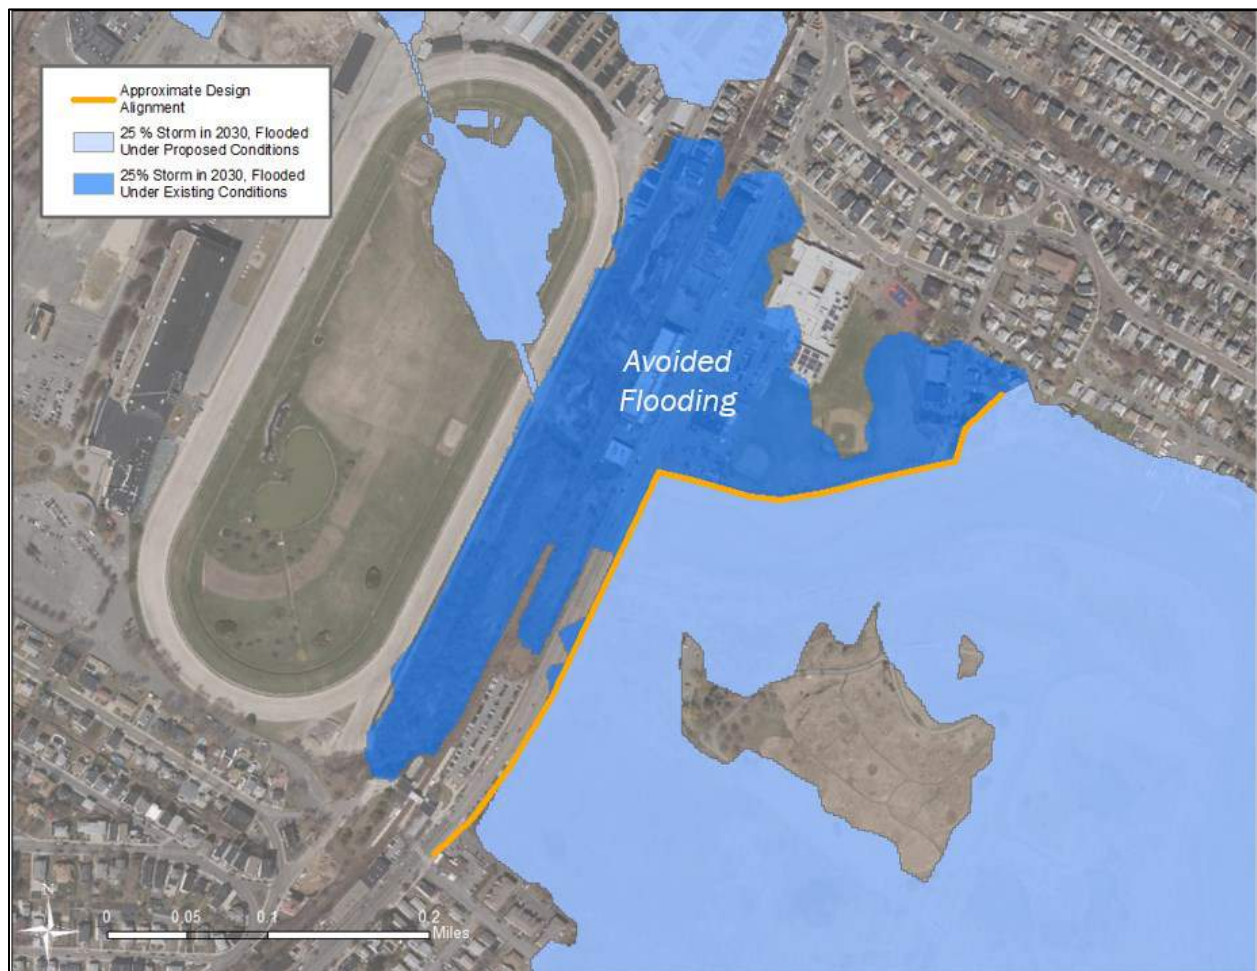 Approximate Design
Alignment
25 % Storm in 2030, Flooded
Under Proposed Conditions
25% Storm in 2030, Flooded
Under Existing Conditions
Avoided
Flooding
N
0 0.05 0.1 0.2
Miles